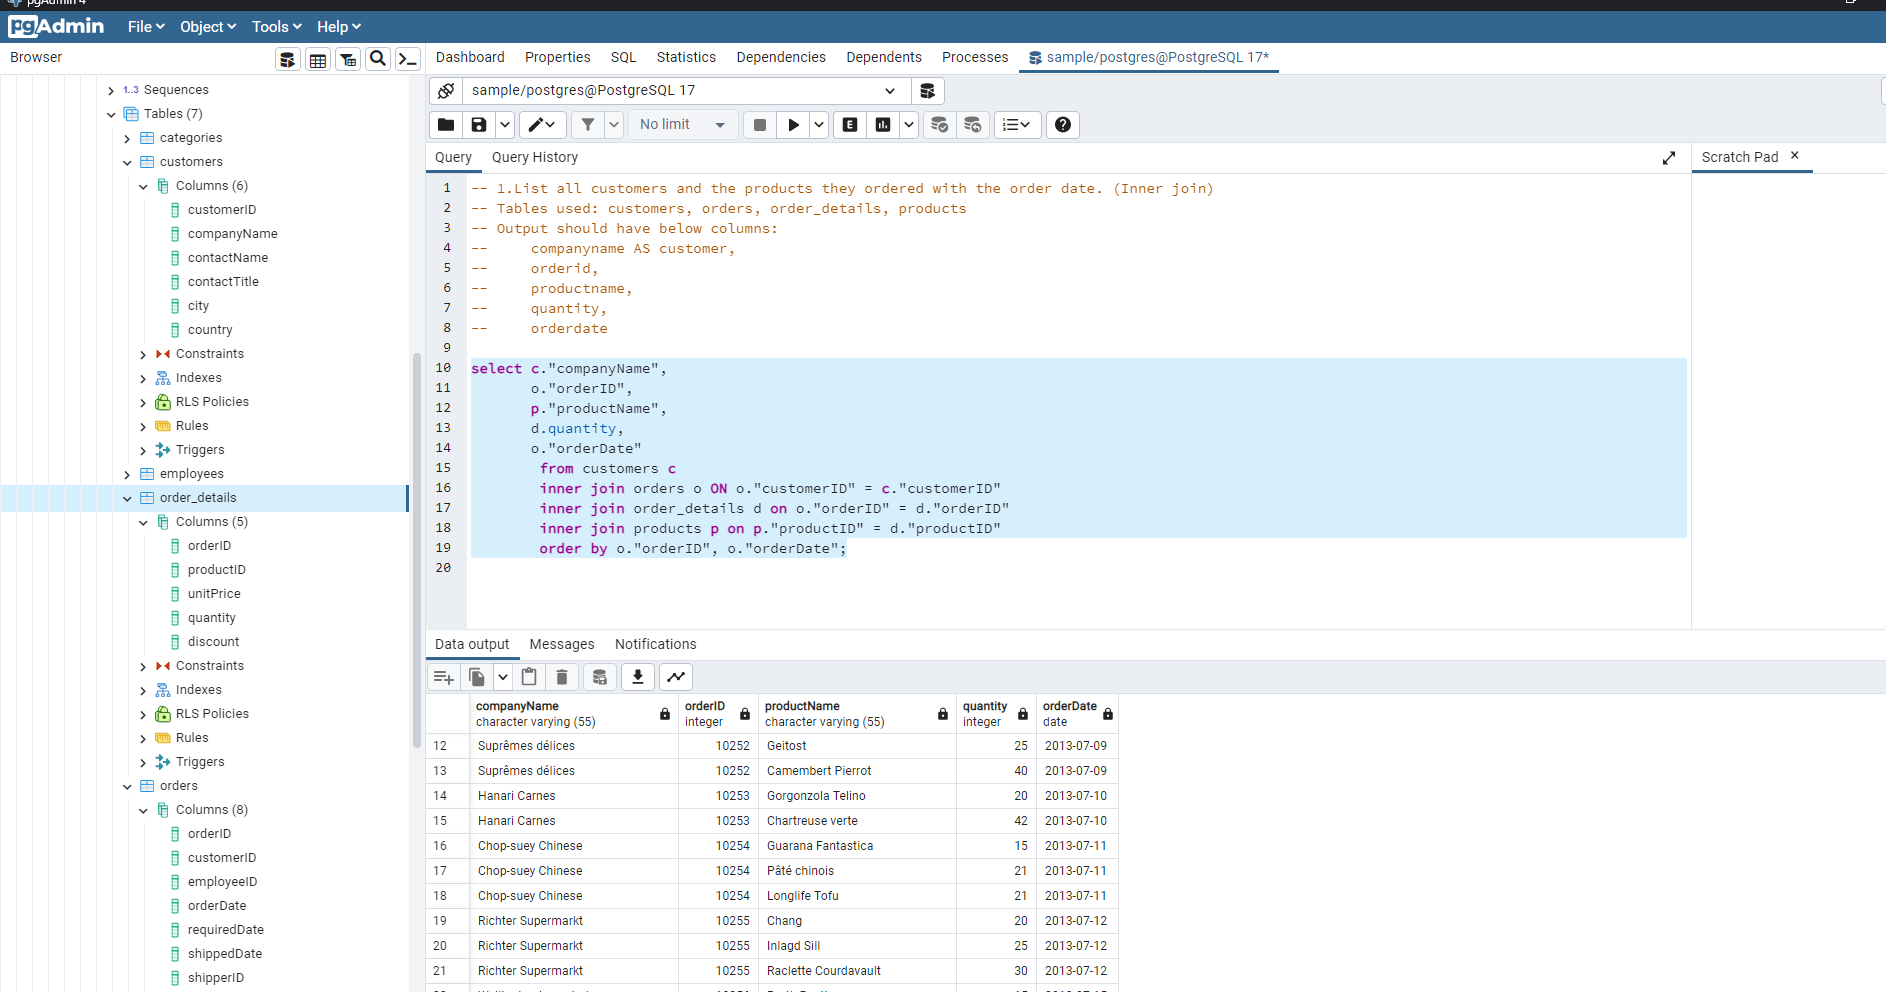 pgAdmin 4
pgAdmin File Object Tools Help
Browser
Dashboard Properties SQL Statistics Dependencies Dependents Processes sample/postgres@PostgreSQL 17*
1..3 Sequences
Tables (7)
categories
customers
Columns (6)
customerID
companyName
contactName
contactTitle
city
country
Constraints
Indexes
RLS Policies
Rules
Triggers
employees
order_details
Columns (5)
orderID
productID
unitPrice
quantity
discount
Constraints
Indexes
RLS Policies
Rules
Triggers
orders
Columns (8)
orderID
customerID
employeeID
orderDate
requiredDate
shippedDate
shipperID
sample/postgres@PostgreSQL 17
No limit
E
Query Query History
Scratch Pad
1 -- 1.List all customers and the products they ordered with the order date. (Inner join)
2 -- Tables used: customers, orders, order_details, products
3 -- Output should have below columns:
4 -- companyname AS customer,
5 -- orderid,
6 -- productname,
7 -- quantity,
8 -- orderdate
9
10 select c."companyName",
11 o."orderID",
12 p."productName",
13 d.quantity,
14 o."orderDate"
15 from customers c
16 inner join orders o ON o."customerID" = c."customerID"
17 inner join order_details d on o."orderID" = d."orderID"
18 inner join products p on p."productID" = d."productID"
19 order by o."orderID", o."orderDate";
20
Data output Messages Notifications
companyName orderID productName quantity orderDate
character varying (55) integer character varying (55) integer date
12 Suprêmes délices 10252 Geitost 25 2013-07-09
13 Suprêmes délices 10252 Camembert Pierrot 40 2013-07-09
14 Hanari Carnes 10253 Gorgonzola Telino 20 2013-07-10
15 Hanari Carnes 10253 Chartreuse verte 42 2013-07-10
16 Chop-suey Chinese 10254 Guarana Fantastica 15 2013-07-11
17 Chop-suey Chinese 10254 Pâté chinois 21 2013-07-11
18 Chop-suey Chinese 10254 Longlife Tofu 21 2013-07-11
19 Richter Supermarkt 10255 Chang 20 2013-07-12
20 Richter Supermarkt 10255 Inlagd Sill 25 2013-07-12
21 Richter Supermarkt 10255 Raclette Courdavault 30 2013-07-12